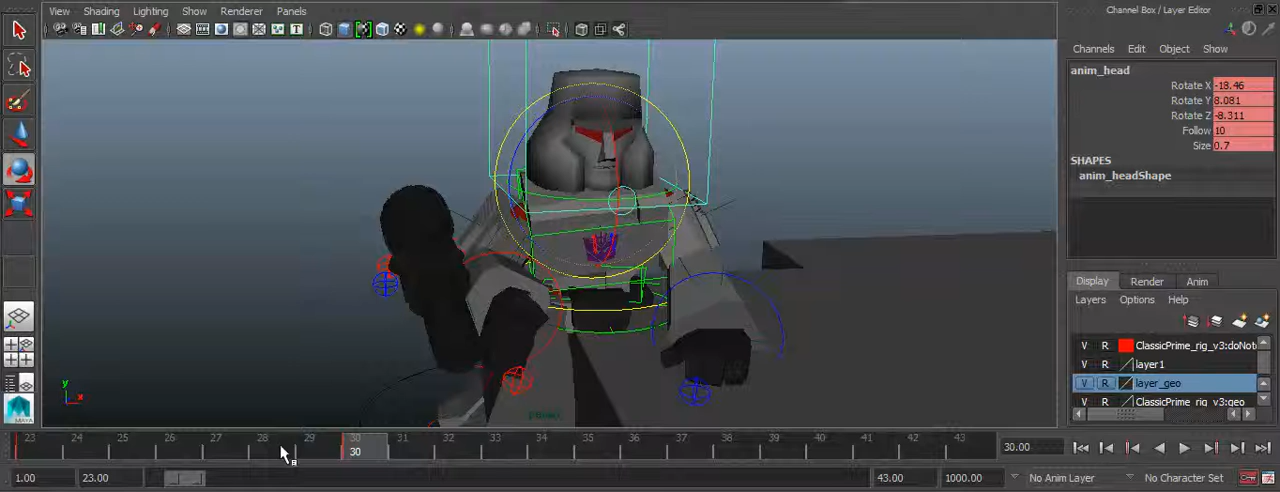 View Shading Lighting Show Renderer Panels
Channel Box / Layer Editor
Channels Edit Object Show
anim_head
Rotate X -18.46
Rotate Y 8.081
Rotate Z -8.311
Follow 10
Size 0.7
SHAPES
anim_headShape
Display Render Anim
Layers Options Help
V R ClassicPrime_rig_v3:doNot
V R layer1
V R layer_geo
V R ClassicPrime_rig_v3:geo
MAYA
23 24 25 26 27 28 29 30 31 32 33 34 35 36 37 38 39 40 41 42 43
30
30.00
1.00 23.00 43.00 1000.00 No Anim Layer No Character Set
y
x